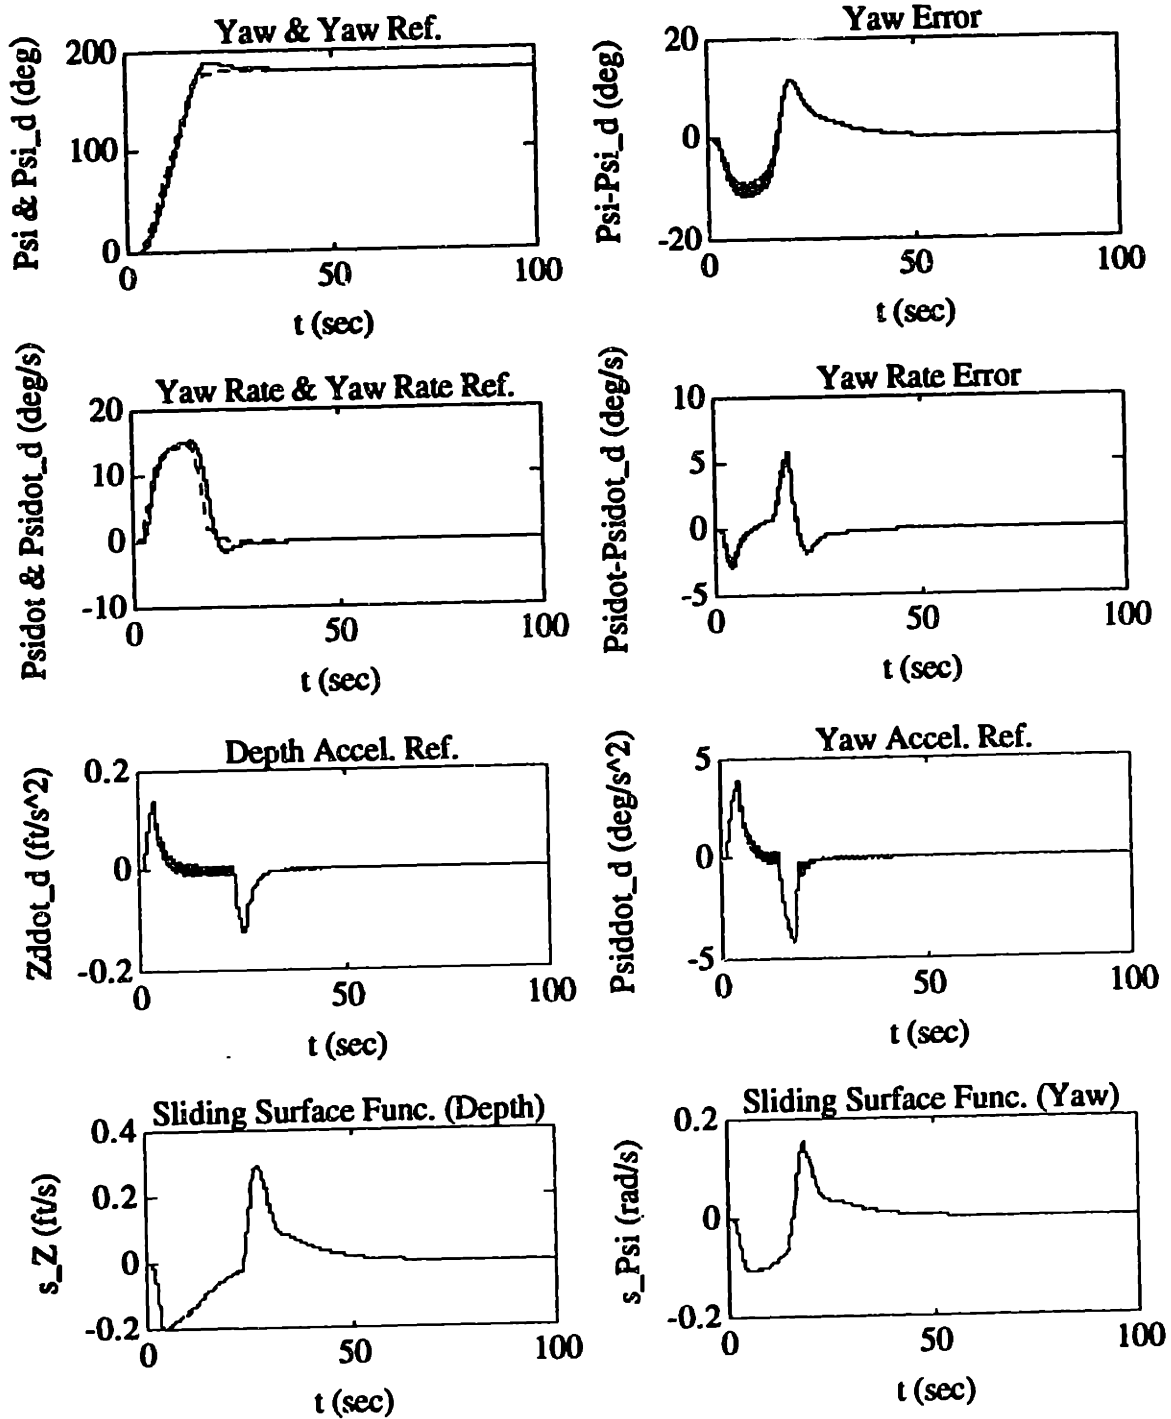 Yaw & Yaw Ref.
Psi & Psi_d (deg)
200
100
0
0
50
100
t (sec)
Yaw Error
Psi-Psi_d (deg)
20
0
-20
0
50
100
t (sec)
Yaw Rate & Yaw Rate Ref.
Psidot & Psidot_d (deg/s)
20
10
0
-10
0
50
100
t (sec)
Yaw Rate Error
Psidot-Psidot_d (deg/s)
10
5
0
-5
0
50
100
t (sec)
Depth Accel. Ref.
Zddot_d (ft/s^2)
0.2
0
-0.2
0
50
100
t (sec)
Yaw Accel. Ref.
Psiddot_d (deg/s^2)
5
0
-5
0
50
100
t (sec)
Sliding Surface Func. (Depth)
s_Z (ft/s)
0.4
0.2
0
-0.2
0
50
100
t (sec)
Sliding Surface Func. (Yaw)
s_Psi (rad/s)
0.2
0
-0.2
0
50
100
t (sec)